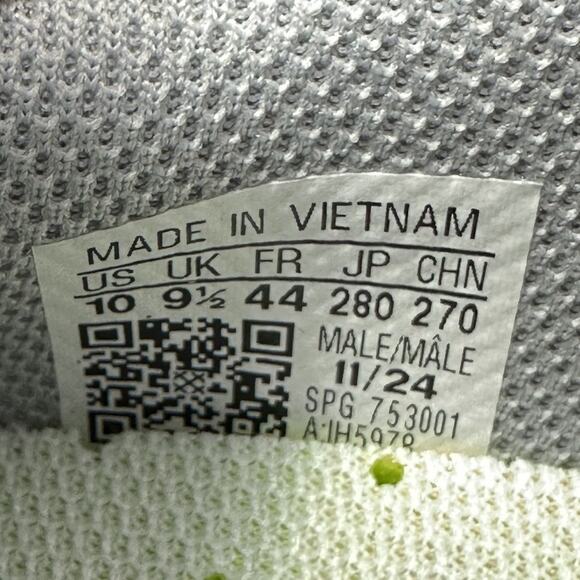 MADE IN VIETNAM
US UK FR JP CHN
10 9½ 44 280 270
MALE/MÂLE
11/24
SPG 753001
A:IH5978